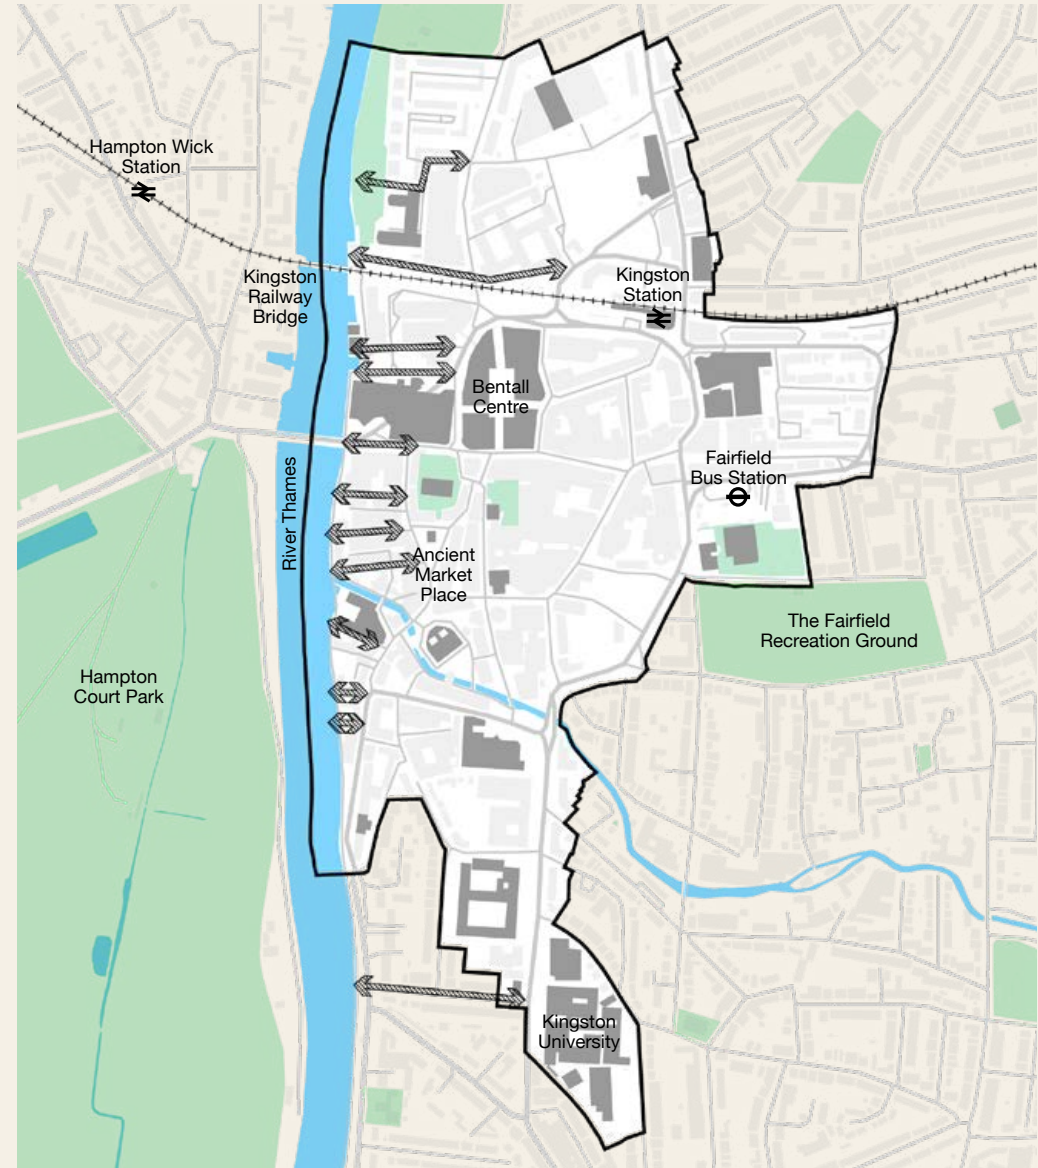 Hampton Wick
Station
Kingston
Railway
Bridge
Kingston
Station
Bentall
Centre
Fairfield
Bus Station
River Thames
Ancient
Market
Place
The Fairfield
Recreation Ground
Hampton
Court Park
Kingston
University